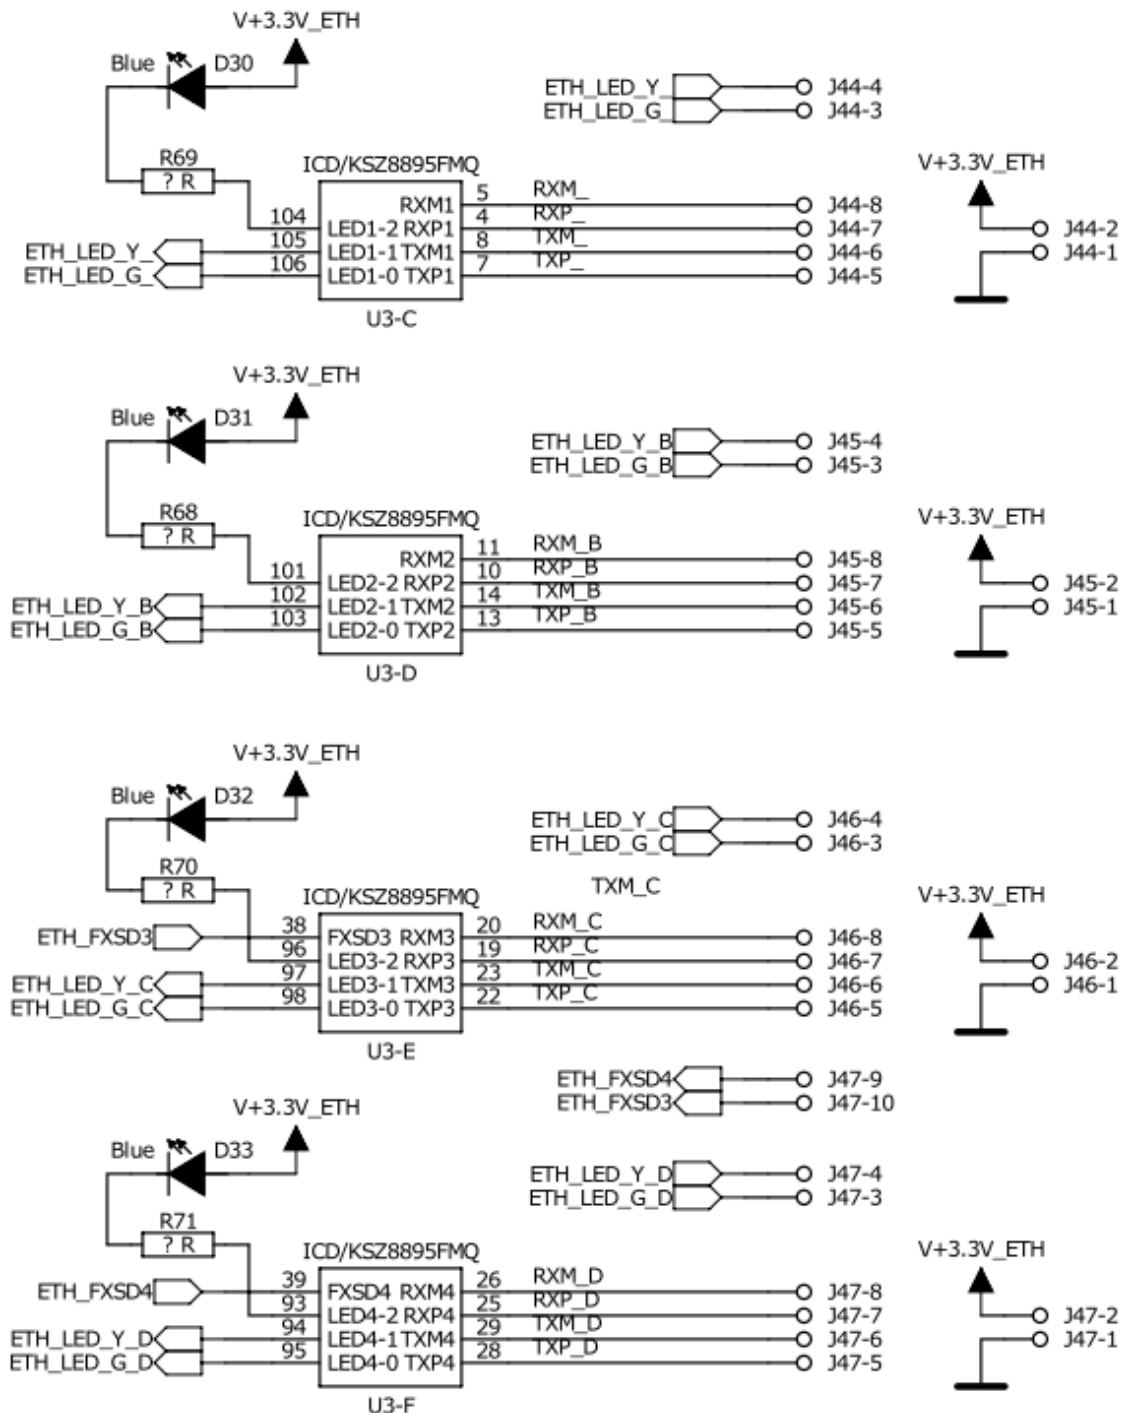 V+3.3V_ETH
Blue D30
ETH_LED_Y_ J44-4
ETH_LED_G_ J44-3
R69
? R
ICD/KSZ8895FMQ
V+3.3V_ETH
RXM1 5 RXM_ J44-8
104 LED1-2 RXP1 4 RXP_ J44-7
J44-2
ETH_LED_Y_ 105 LED1-1 TXM1 8 TXM_ J44-6
J44-1
ETH_LED_G_ 106 LED1-0 TXP1 7 TXP_ J44-5
U3-C
V+3.3V_ETH
Blue D31
ETH_LED_Y_B J45-4
ETH_LED_G_B J45-3
R68
? R
ICD/KSZ8895FMQ
V+3.3V_ETH
RXM2 11 RXM_B J45-8
101 LED2-2 RXP2 10 RXP_B J45-7
J45-2
ETH_LED_Y_B 102 LED2-1 TXM2 14 TXM_B J45-6
J45-1
ETH_LED_G_B 103 LED2-0 TXP2 13 TXP_B J45-5
U3-D
V+3.3V_ETH
Blue D32
ETH_LED_Y_C J46-4
ETH_LED_G_C J46-3
R70
? R
TXM_C
ICD/KSZ8895FMQ
V+3.3V_ETH
ETH_FXSD3 38 FXSD3 RXM3 20 RXM_C J46-8
96 LED3-2 RXP3 19 RXP_C J46-7
J46-2
ETH_LED_Y_C 97 LED3-1 TXM3 23 TXM_C J46-6
J46-1
ETH_LED_G_C 98 LED3-0 TXP3 22 TXP_C J46-5
U3-E
ETH_FXSD4 J47-9
ETH_FXSD3 J47-10
V+3.3V_ETH
Blue D33
ETH_LED_Y_D J47-4
ETH_LED_G_D J47-3
R71
? R
ICD/KSZ8895FMQ
V+3.3V_ETH
ETH_FXSD4 39 FXSD4 RXM4 26 RXM_D J47-8
93 LED4-2 RXP4 25 RXP_D J47-7
J47-2
ETH_LED_Y_D 94 LED4-1 TXM4 29 TXM_D J47-6
J47-1
ETH_LED_G_D 95 LED4-0 TXP4 28 TXP_D J47-5
U3-F